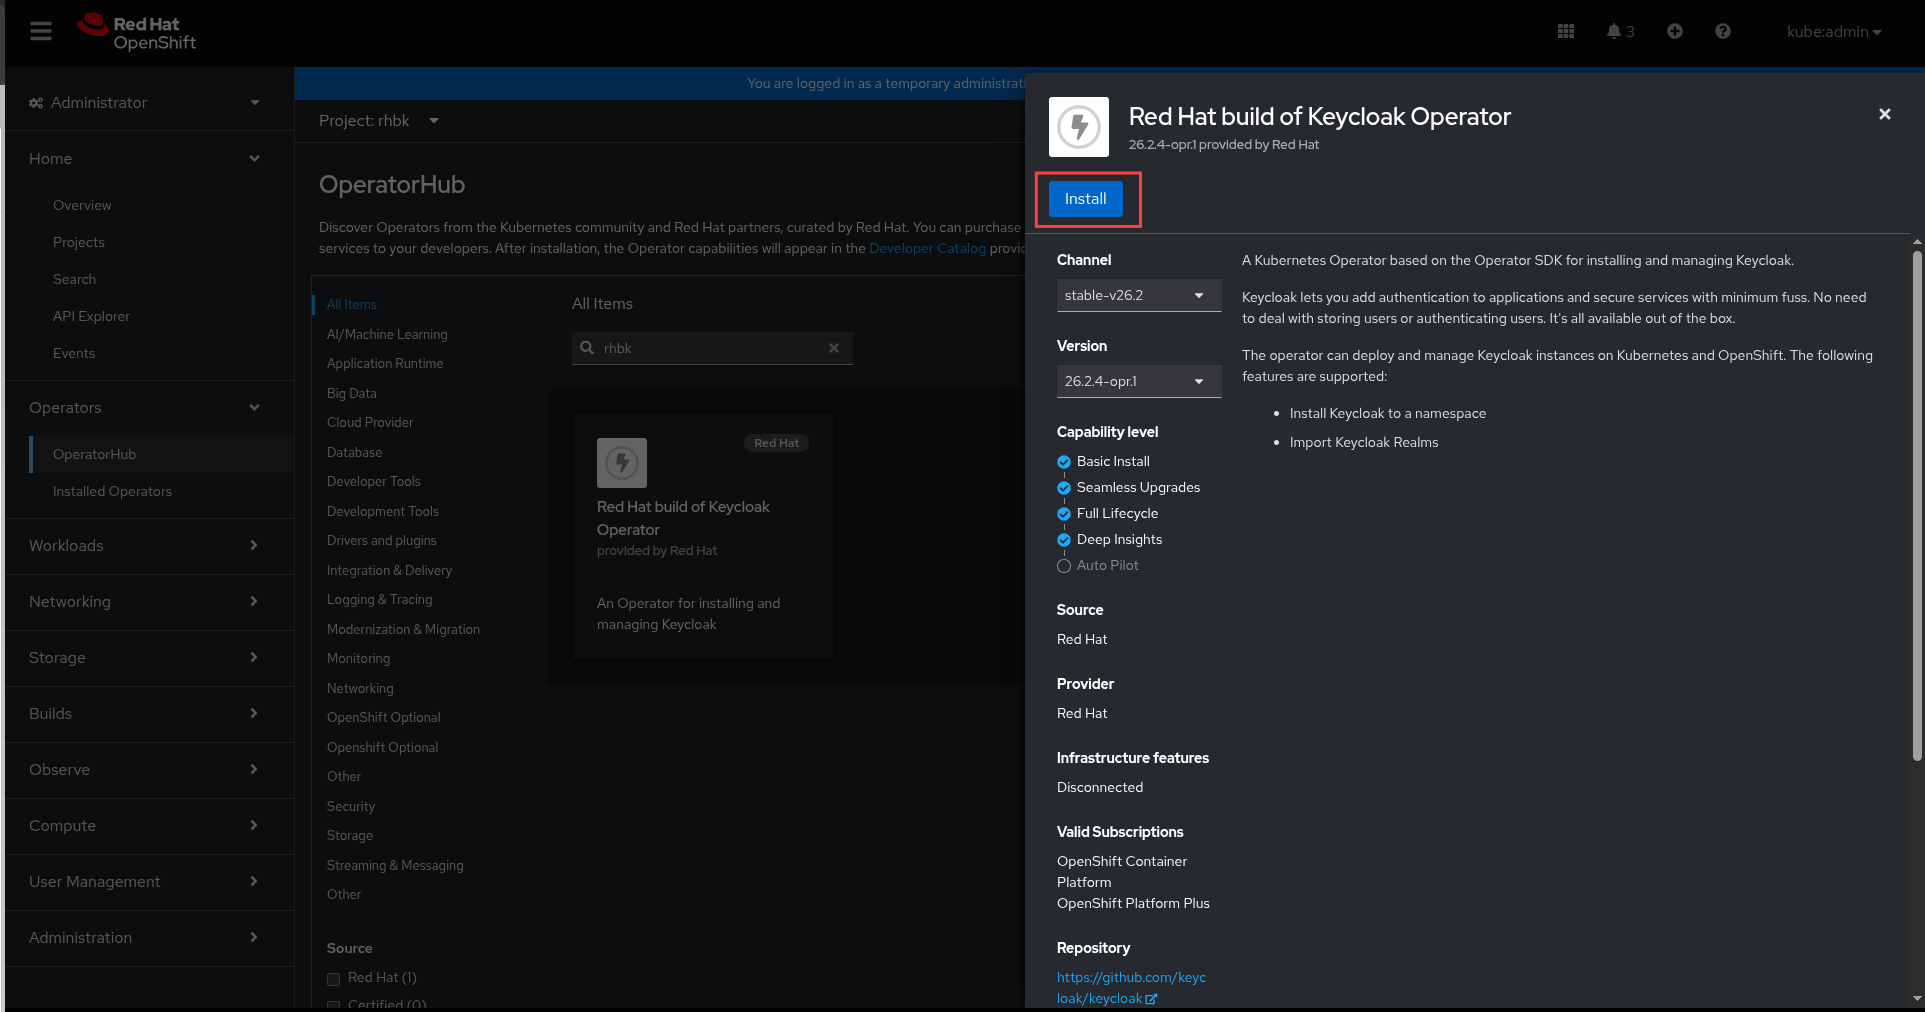 Red Hat
OpenShift
3
kube:admin
Administrator
Home
Overview
Projects
Search
API Explorer
Events
Operators
OperatorHub
Installed Operators
Workloads
Networking
Storage
Builds
Observe
Compute
User Management
Administration
You are logged in as a temporary administrati
Project: rhbk
OperatorHub
Discover Operators from the Kubernetes community and Red Hat partners, curated by Red Hat. You can purchase
services to your developers. After installation, the Operator capabilities will appear in the Developer Catalog provid
All Items
AI/Machine Learning
Application Runtime
Big Data
Cloud Provider
Database
Developer Tools
Development Tools
Drivers and plugins
Integration & Delivery
Logging & Tracing
Modernization & Migration
Monitoring
Networking
OpenShift Optional
Openshift Optional
Other
Security
Storage
Streaming & Messaging
Other
Source
Red Hat (1)
Certified (0)
All Items
rhbk
Red Hat
Red Hat build of Keycloak
Operator
provided by Red Hat
An Operator for installing and
managing Keycloak
Red Hat build of Keycloak Operator
26.2.4-opr.1 provided by Red Hat
Install
Channel
stable-v26.2
Version
26.2.4-opr.1
Capability level
Basic Install
Seamless Upgrades
Full Lifecycle
Deep Insights
Auto Pilot
Source
Red Hat
Provider
Red Hat
Infrastructure features
Disconnected
Valid Subscriptions
OpenShift Container
Platform
OpenShift Platform Plus
Repository
https://github.com/keyc
loak/keycloak
A Kubernetes Operator based on the Operator SDK for installing and managing Keycloak.
Keycloak lets you add authentication to applications and secure services with minimum fuss. No need
to deal with storing users or authenticating users. It's all available out of the box.
The operator can deploy and manage Keycloak instances on Kubernetes and OpenShift. The following
features are supported:
Install Keycloak to a namespace
Import Keycloak Realms